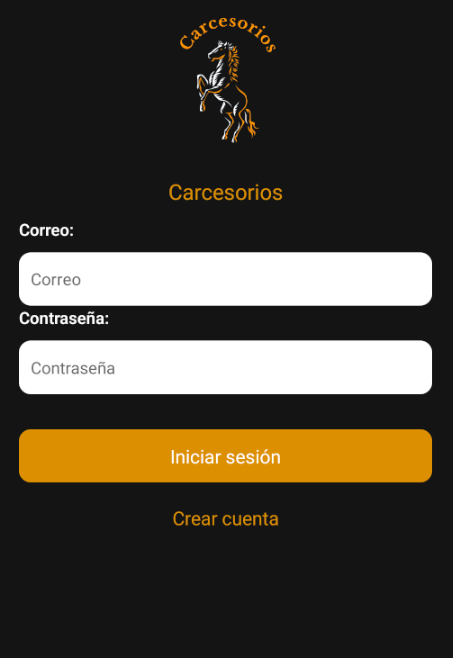 Carcesorios
Carcesorios
Correo:
Correo
Contraseña:
Contraseña
Iniciar sesión
Crear cuenta